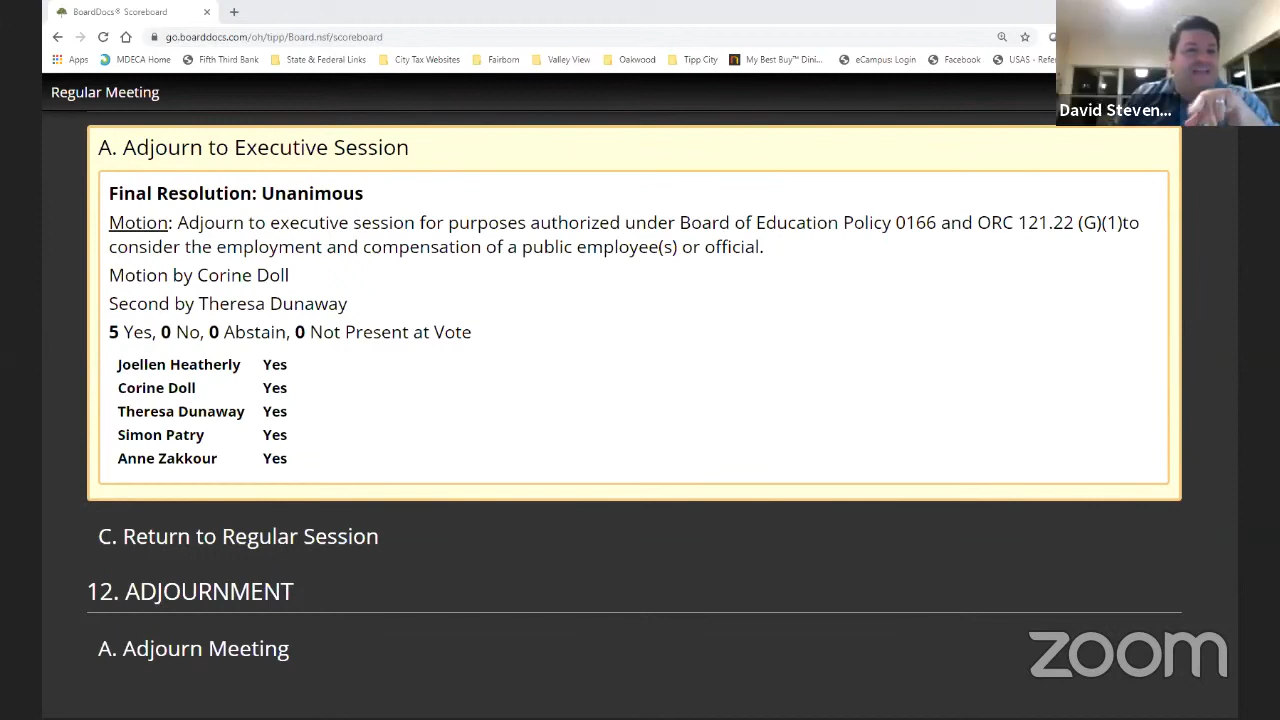 BoardDocs® Scoreboard
go.boarddocs.com/oh/tipp/Board.nsf/scoreboard
Apps MDECA Home Fifth Third Bank State & Federal Links City Tax Websites Fairborn Valley View Oakwood Tipp City My Best Buy™ Dini... eCampus: Login Facebook USAS - Refer
David Steven...
Regular Meeting
A. Adjourn to Executive Session
Final Resolution: Unanimous
Motion: Adjourn to executive session for purposes authorized under Board of Education Policy 0166 and ORC 121.22 (G)(1)to
consider the employment and compensation of a public employee(s) or official.
Motion by Corine Doll
Second by Theresa Dunaway
5 Yes, 0 No, 0 Abstain, 0 Not Present at Vote
Joellen Heatherly Yes
Corine Doll Yes
Theresa Dunaway Yes
Simon Patry Yes
Anne Zakkour Yes
C. Return to Regular Session
12. ADJOURNMENT
A. Adjourn Meeting
zoom